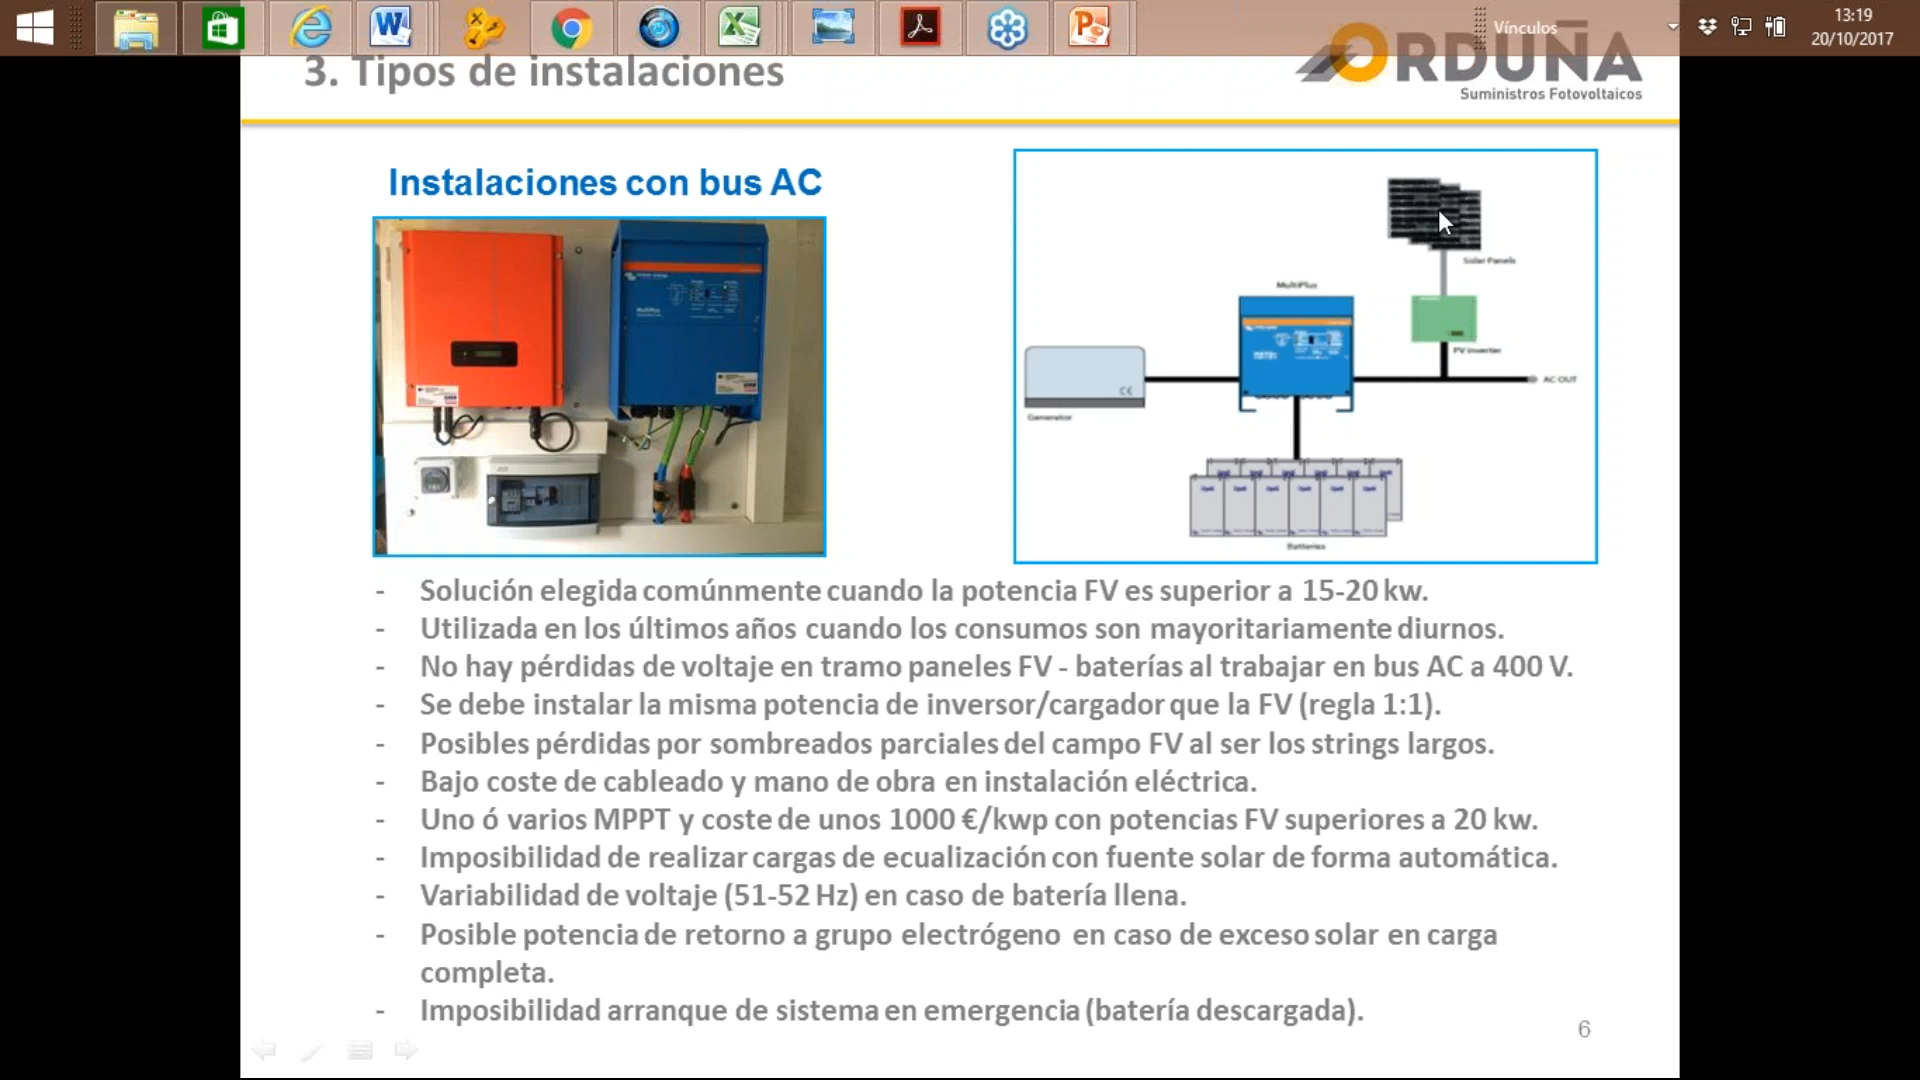 Vínculos
13:19
20/10/2017
3. Tipos de instalaciones
ORDUÑA
Suministros Fotovoltaicos
Instalaciones con bus AC
Solar Panels
MultiPlus
PV inverter
AC OUT
CE
Generator
Batteries
- Solución elegida comúnmente cuando la potencia FV es superior a 15-20 kw.
- Utilizada en los últimos años cuando los consumos son mayoritariamente diurnos.
- No hay pérdidas de voltaje en tramo paneles FV - baterías al trabajar en bus AC a 400 V.
- Se debe instalar la misma potencia de inversor/cargador que la FV (regla 1:1).
- Posibles pérdidas por sombreados parciales del campo FV al ser los strings largos.
- Bajo coste de cableado y mano de obra en instalación eléctrica.
- Uno ó varios MPPT y coste de unos 1000 €/kwp con potencias FV superiores a 20 kw.
- Imposibilidad de realizar cargas de ecualización con fuente solar de forma automática.
- Variabilidad de voltaje (51-52 Hz) en caso de batería llena.
- Posible potencia de retorno a grupo electrógeno en caso de exceso solar en carga
completa.
- Imposibilidad arranque de sistema en emergencia (batería descargada).
6